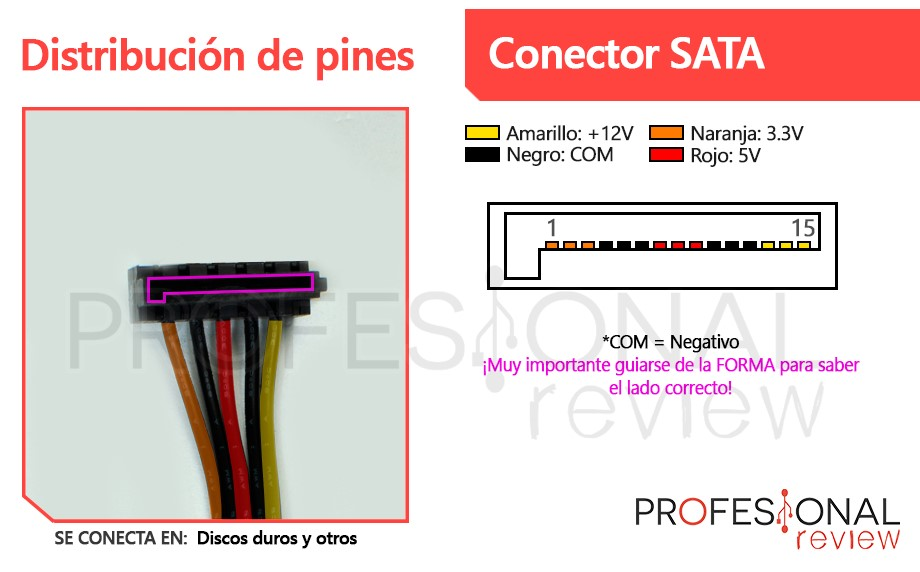 Distribución de pines
Conector SATA
Amarillo: +12V
Naranja: 3.3V
Negro: COM
Rojo: 5V
1
15
*COM = Negativo
¡Muy importante guiarse de la FORMA para saber
el lado correcto!
PROFESIONAL
review
SE CONECTA EN: Discos duros y otros
PROFESIONAL
review